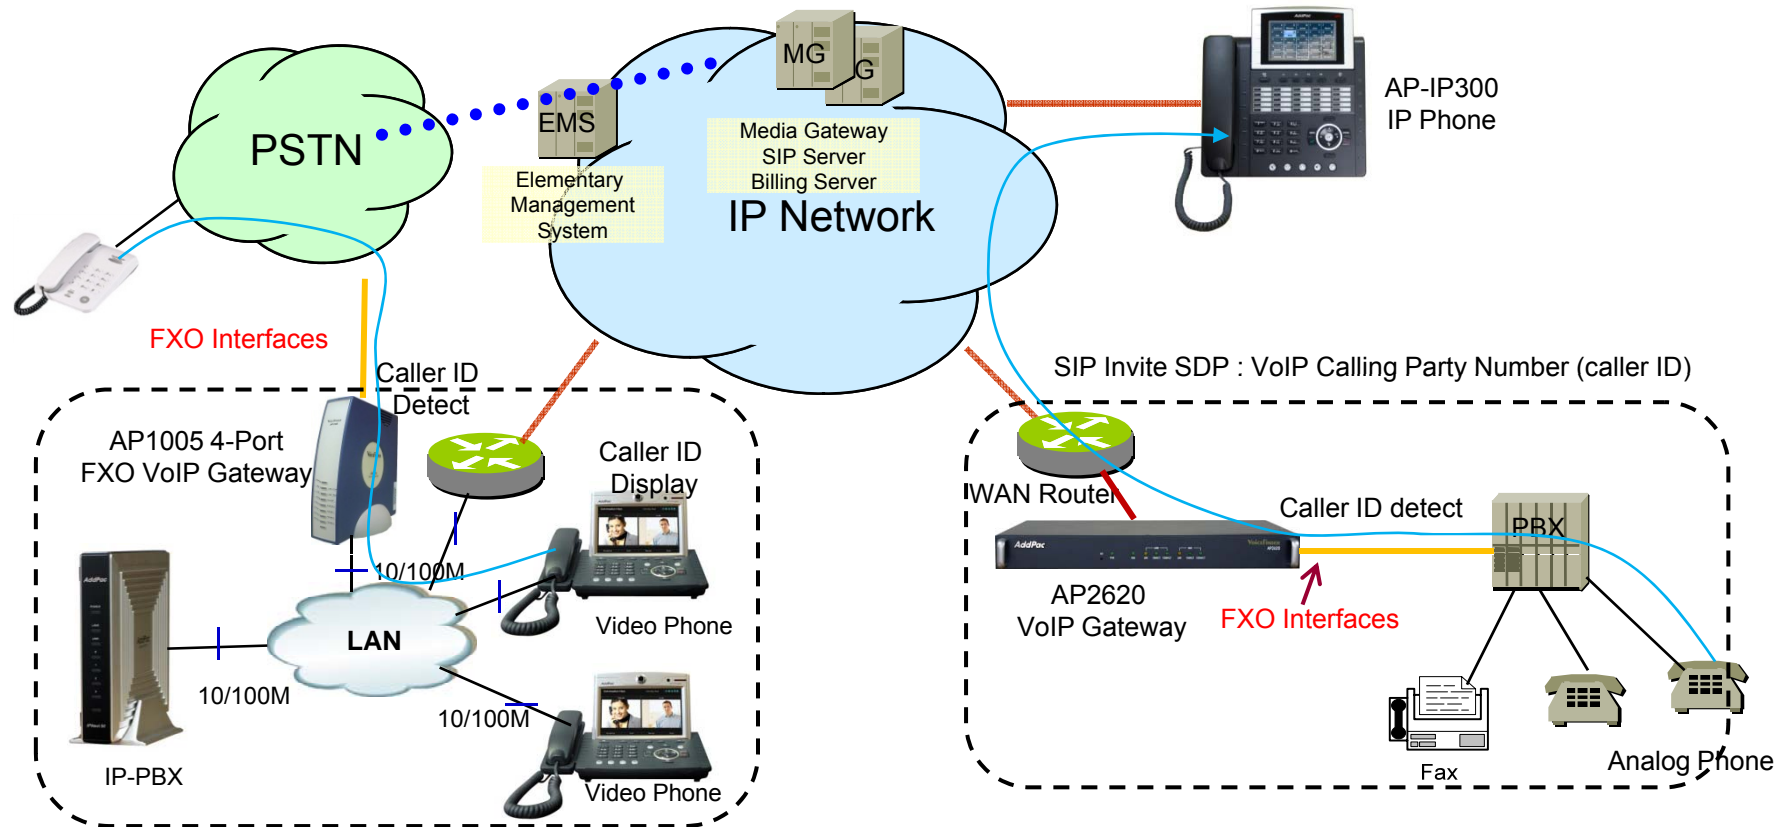 MG
G
EMS
PSTN
Media Gateway
SIP Server
Billing Server
Elementary
Management
System
IP Network
AddPac
AP-IP300
IP Phone
FXO Interfaces
Caller ID
Detect
AP1005 4-Port
FXO VoIP Gateway
Caller ID
Display
10/100M
AddPac
LAN
Video Phone
10/100M
10/100M
IP-PBX
Video Phone
SIP Invite SDP : VoIP Calling Party Number (caller ID)
WAN Router
Caller ID detect
PBX
AddPac
AP2620
VoIP Gateway
FXO Interfaces
Fax
Analog Phone